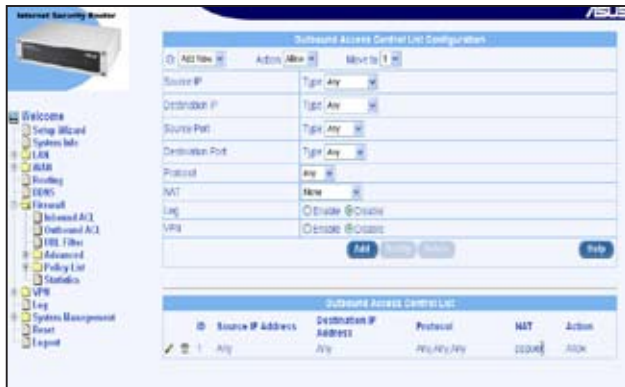 Internet Security Router
ASUS
Outbound Access Control List Configuration
ID Add New Action Allow Move to 1
Source IP Type Any
Destination IP Type Any
Source Port Type Any
Destination Port Type Any
Protocol Any
NAT None
Log Enable Disable
VPN Enable Disable
Add Modify Delete Help
Welcome
Setup Wizard
System Info
LAN
WAN
Routing
DDNS
Firewall
Inbound ACL
Outbound ACL
URL Filter
Advanced
Policy List
Statistics
VPN
Log
System Management
Reset
Logout
Outbound Access Control List
ID Source IP Address Destination IP Address Protocol NAT Action
1 Any Any Any,Any,Any Allow